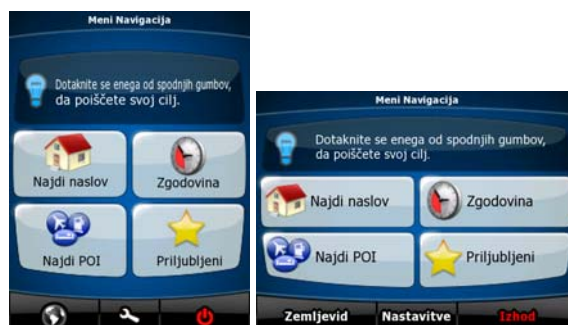 Meni Navigacija
Dotaknite se enega od spodnjih gumbov,
da poiščete svoj cilj.
Najdi naslov
Zgodovina
Najdi POI
Priljubljeni
Meni Navigacija
Dotaknite se enega od spodnjih gumbov,
da poiščete svoj cilj.
Najdi naslov
Zgodovina
Najdi POI
Priljubljeni
Zemljevid
Nastavitve
Izhod